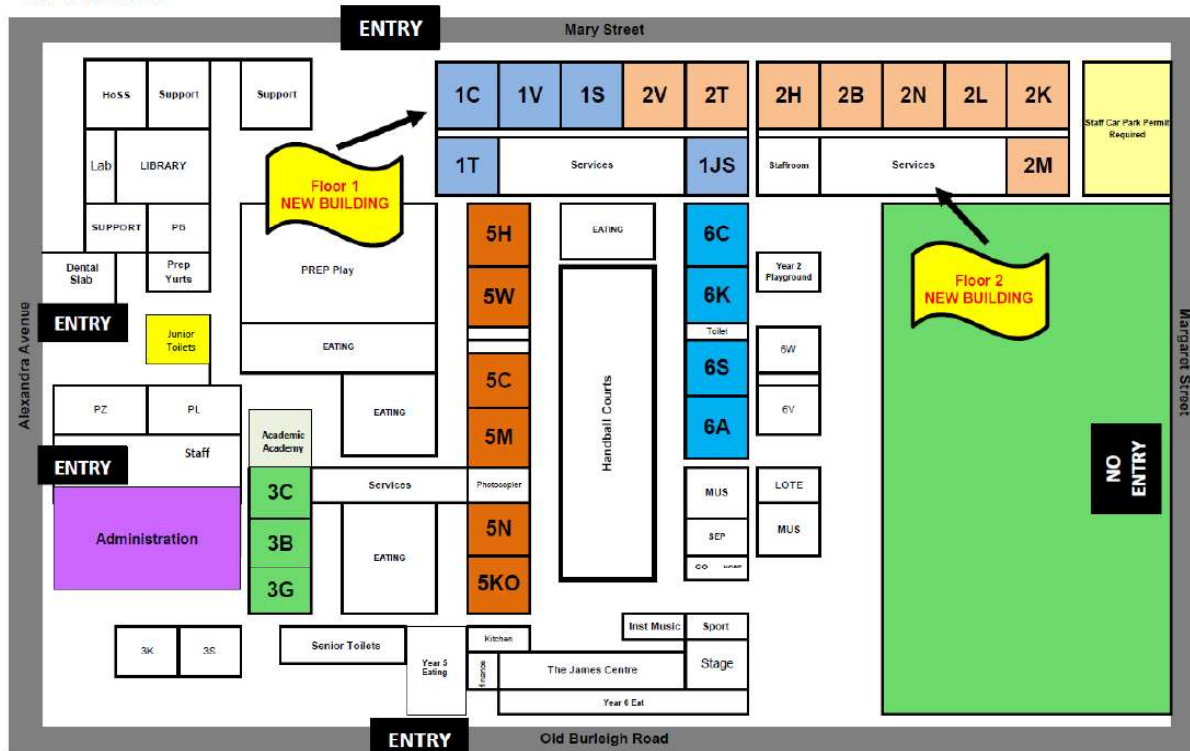 ENTRY
Mary Street
HoSS
Support
Support
1C
1V
1S
2V
2T
2H
2B
2N
2L
2K
Staff Car Park Permit
Required
Lab
LIBRARY
1T
Services
1JS
Staffroom
Services
2M
Floor 1
NEW BUILDING
SUPPORT
PB
5H
EATING
6C
Dental
Slab
Prep
Yurts
PREP Play
5W
6K
Year 2
Playground
Floor 2
NEW BUILDING
ENTRY
Alexandra Avenue
Margaret Street
Junior
Toilets
EATING
Toilet
6W
5C
6S
6V
PZ
PL
EATING
5M
Handball Courts
6A
Academic
Academy
Staff
ENTRY
NO
ENTRY
3C
Services
Photocopier
MUS
LOTE
Administration
3B
EATING
5N
SEP
MUS
3G
5KO
Inst Music
Sport
3K
3S
Senior Toilets
Year 5
Eating
Kitchen
finance
The James Centre
Stage
Year 6 Eat
ENTRY
Old Burleigh Road